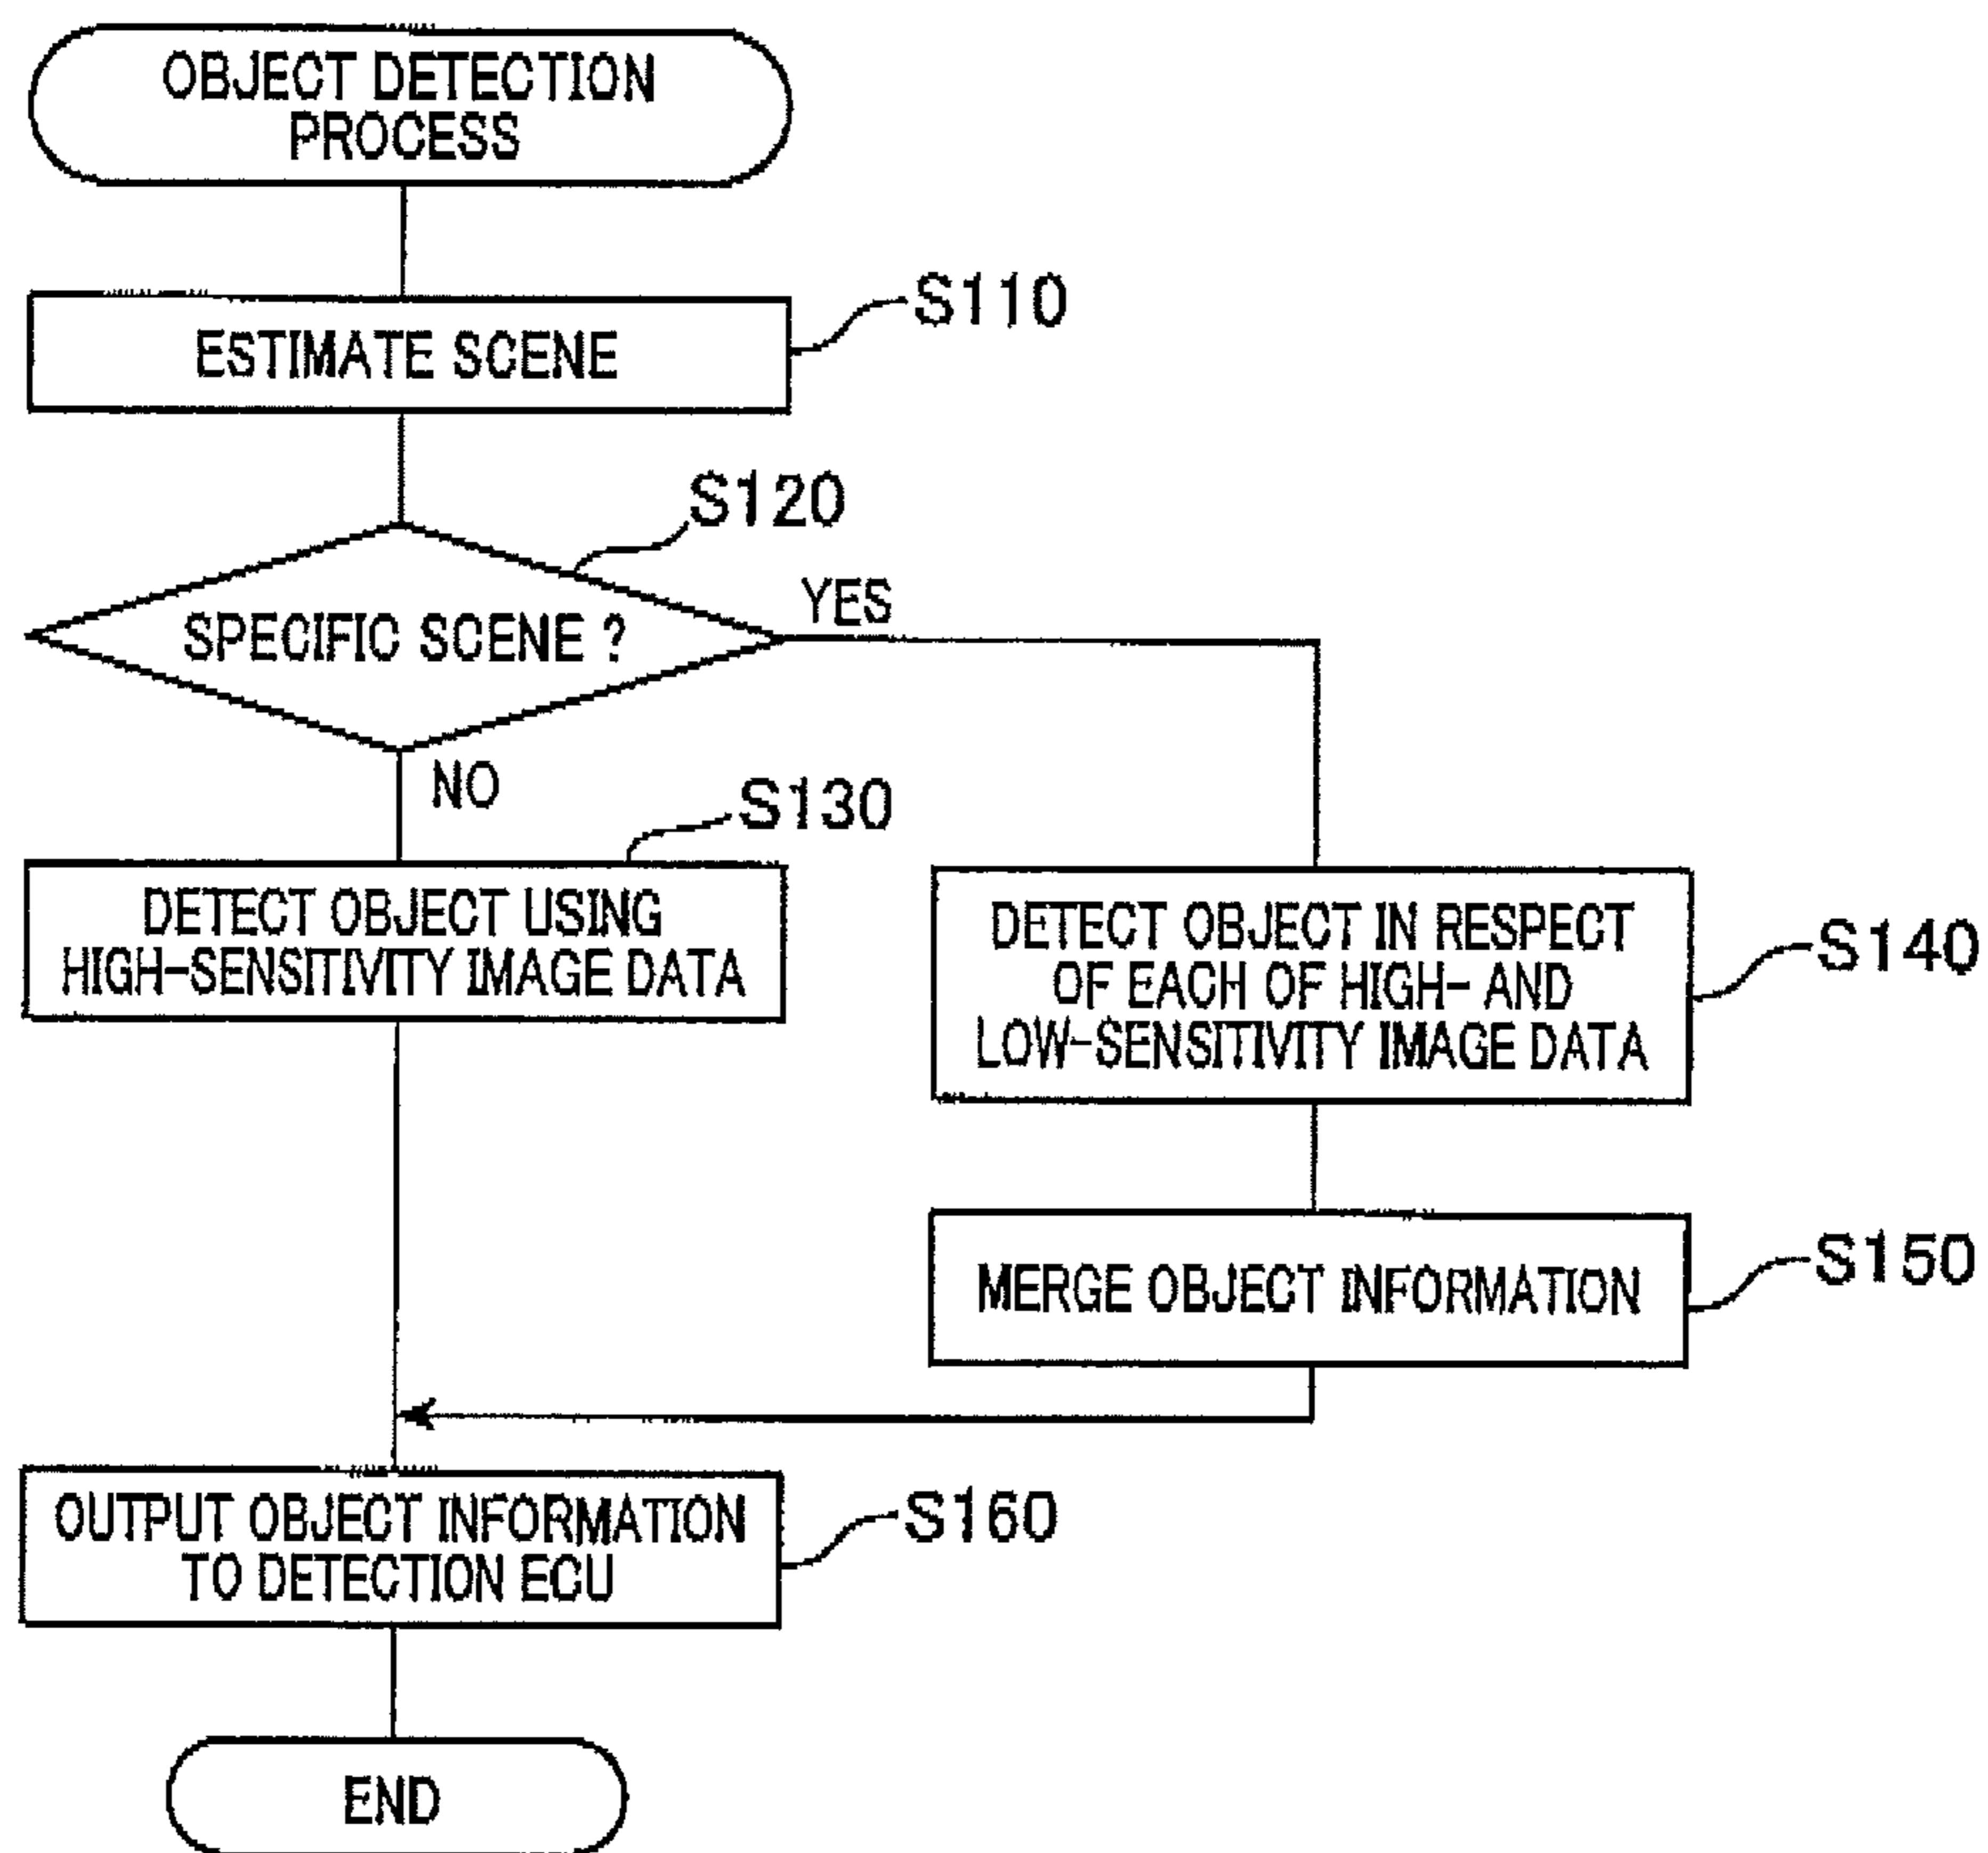 OBJECT DETECTION
PROCESS
S110
ESTIMATE SCENE
S120
SPECIFIC SCENE ?
YES
NO
S130
DETECT OBJECT USING
HIGH-SENSITIVITY IMAGE DATA
DETECT OBJECT IN RESPECT
OF EACH OF HIGH- AND
LOW-SENSITIVITY IMAGE DATA
S140
MERGE OBJECT INFORMATION
S150
OUTPUT OBJECT INFORMATION
TO DETECTION ECU
S160
END